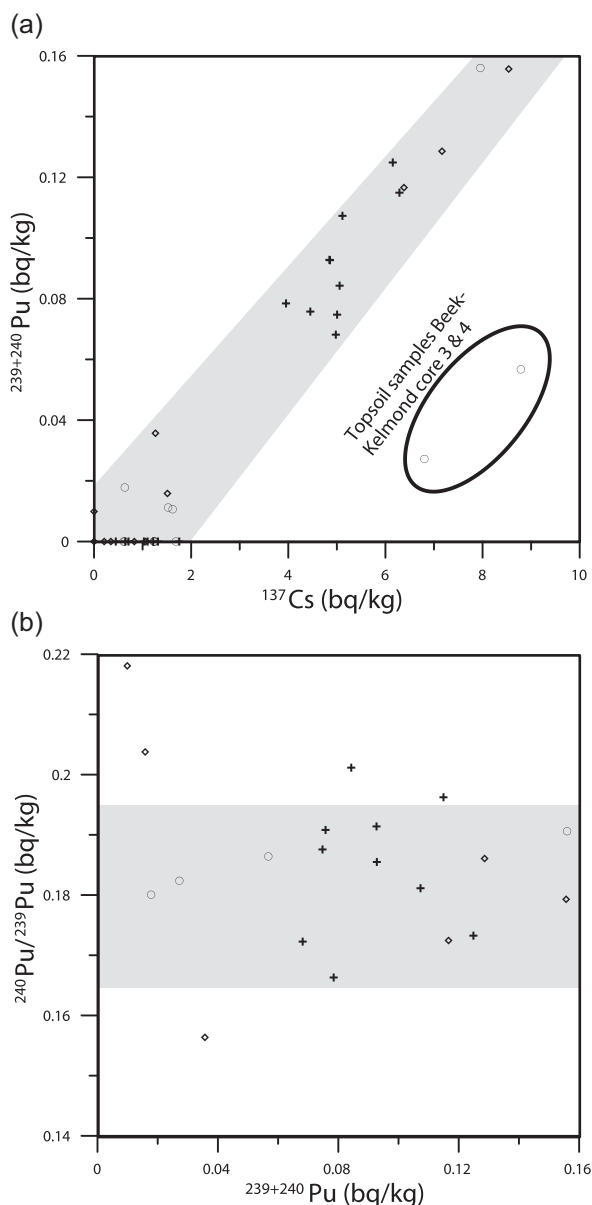 (a)
0.16
0.12
0.08
0.04
0
239+240Pu (bq/kg)
Topsoil samples Beek-
Kelmond core 3 & 4
0 2 4 6 8 10
137Cs (bq/kg)
(b)
0.22
0.2
0.18
0.16
0.14
240Pu/239Pu (bq/kg)
0 0.04 0.08 0.12 0.16
239+240 Pu (bq/kg)